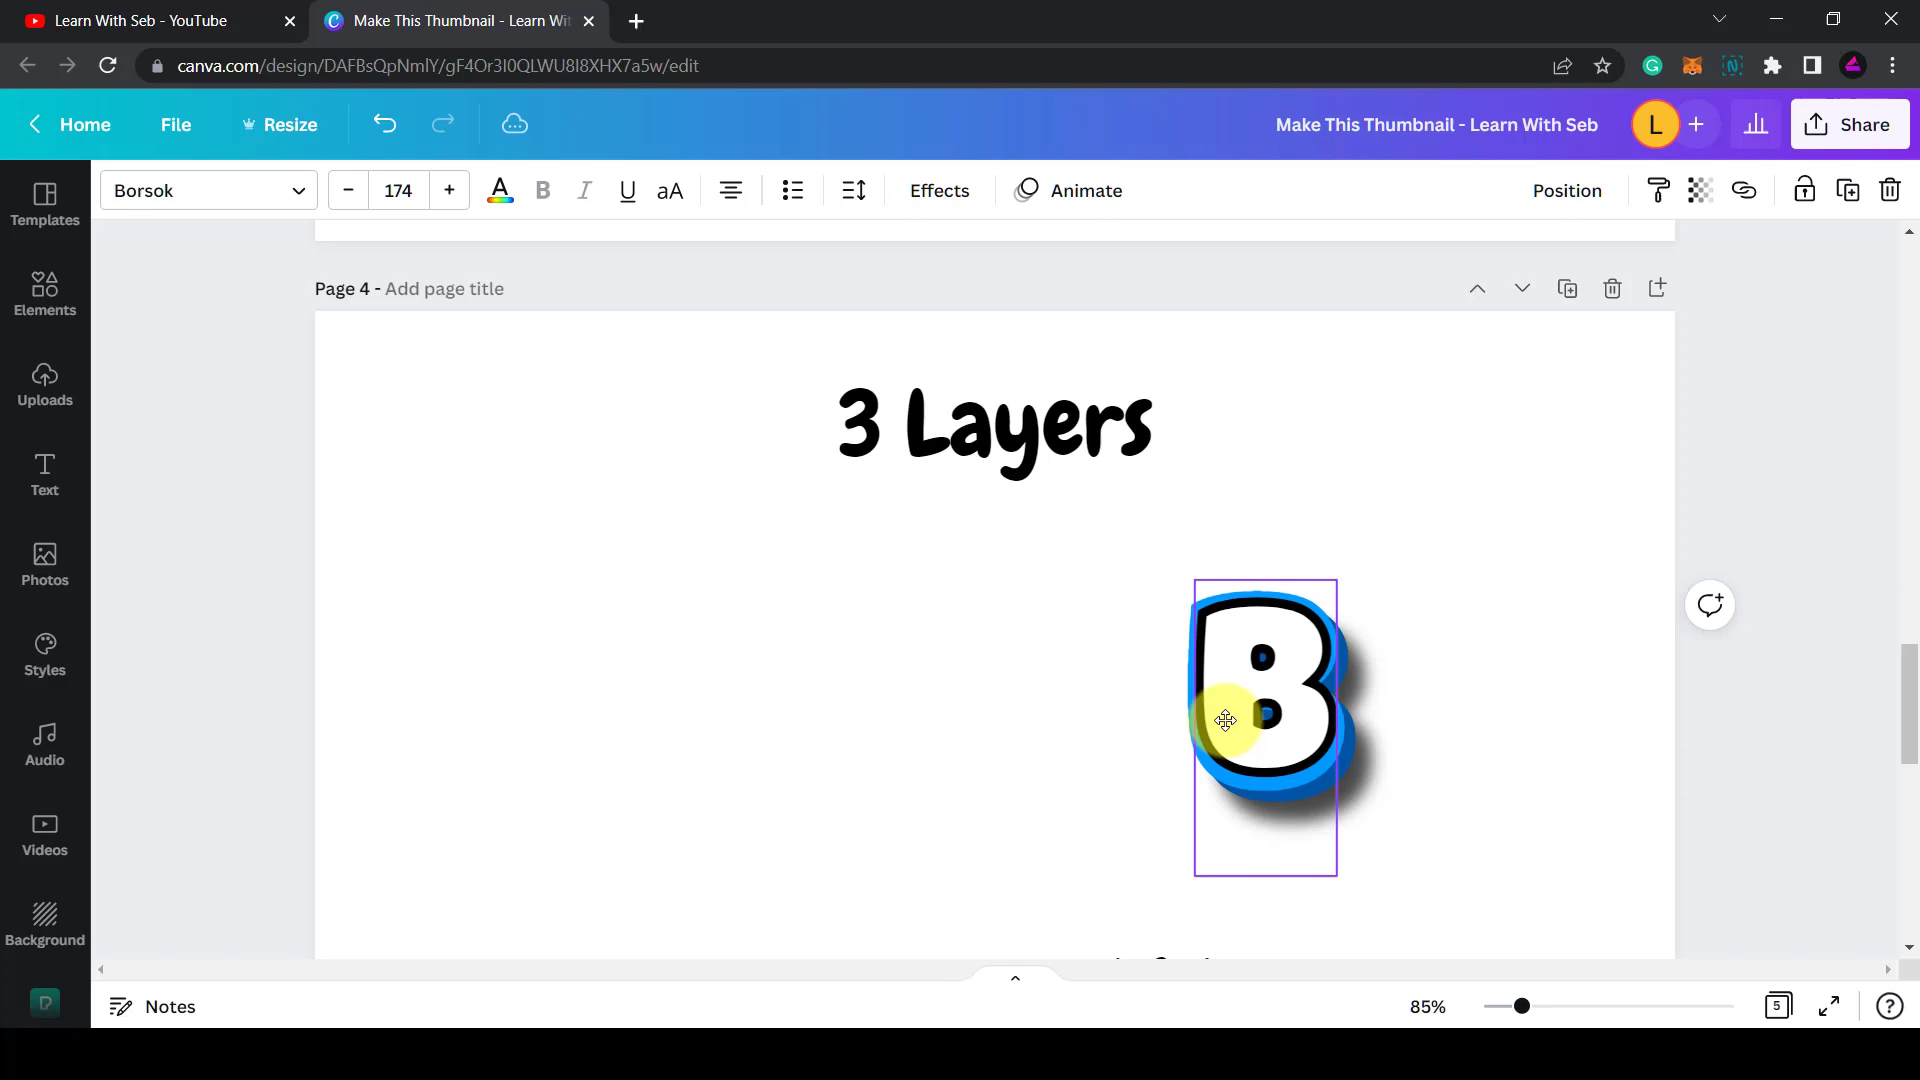 Learn With Seb - YouTube
Make This Thumbnail - Learn Wit
canva.com/design/DAFBsQpNmlY/gF4Or3I0QLWU8I8XHX7a5w/edit
Home
File
Resize
Make This Thumbnail - Learn With Seb
L
Share
Borsok
174
A
B
I
U
aA
Effects
Animate
Position
Templates
Elements
Uploads
Text
Photos
Styles
Audio
Videos
Background
Page 4 - Add page title
3 Layers
B
Notes
85%
5